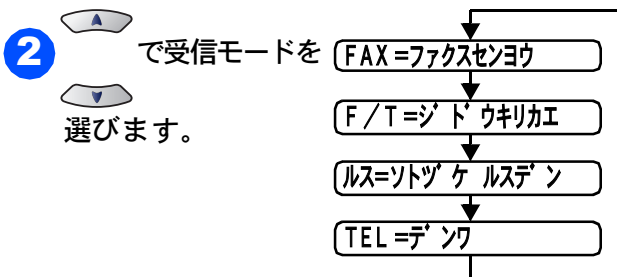 2
で受信モードを
選びます。
FAX=ファクスセンヨウ
F/T=ジドウキリカエ
ルス=ソトヅケ ルスデン
TEL=デンワ